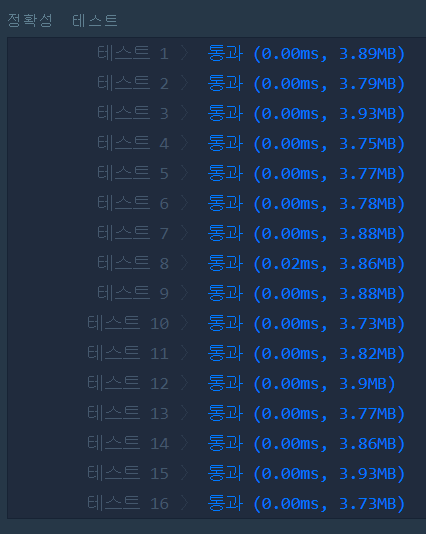 정확성 테스트
테스트 1 〉 통과 (0.00ms, 3.89MB)
테스트 2 〉 통과 (0.00ms, 3.79MB)
테스트 3 〉 통과 (0.00ms, 3.93MB)
테스트 4 〉 통과 (0.00ms, 3.75MB)
테스트 5 〉 통과 (0.00ms, 3.77MB)
테스트 6 〉 통과 (0.00ms, 3.78MB)
테스트 7 〉 통과 (0.00ms, 3.88MB)
테스트 8 〉 통과 (0.02ms, 3.86MB)
테스트 9 〉 통과 (0.00ms, 3.88MB)
테스트 10 〉 통과 (0.00ms, 3.73MB)
테스트 11 〉 통과 (0.00ms, 3.82MB)
테스트 12 〉 통과 (0.00ms, 3.9MB)
테스트 13 〉 통과 (0.00ms, 3.77MB)
테스트 14 〉 통과 (0.00ms, 3.86MB)
테스트 15 〉 통과 (0.00ms, 3.93MB)
테스트 16 〉 통과 (0.00ms, 3.73MB)